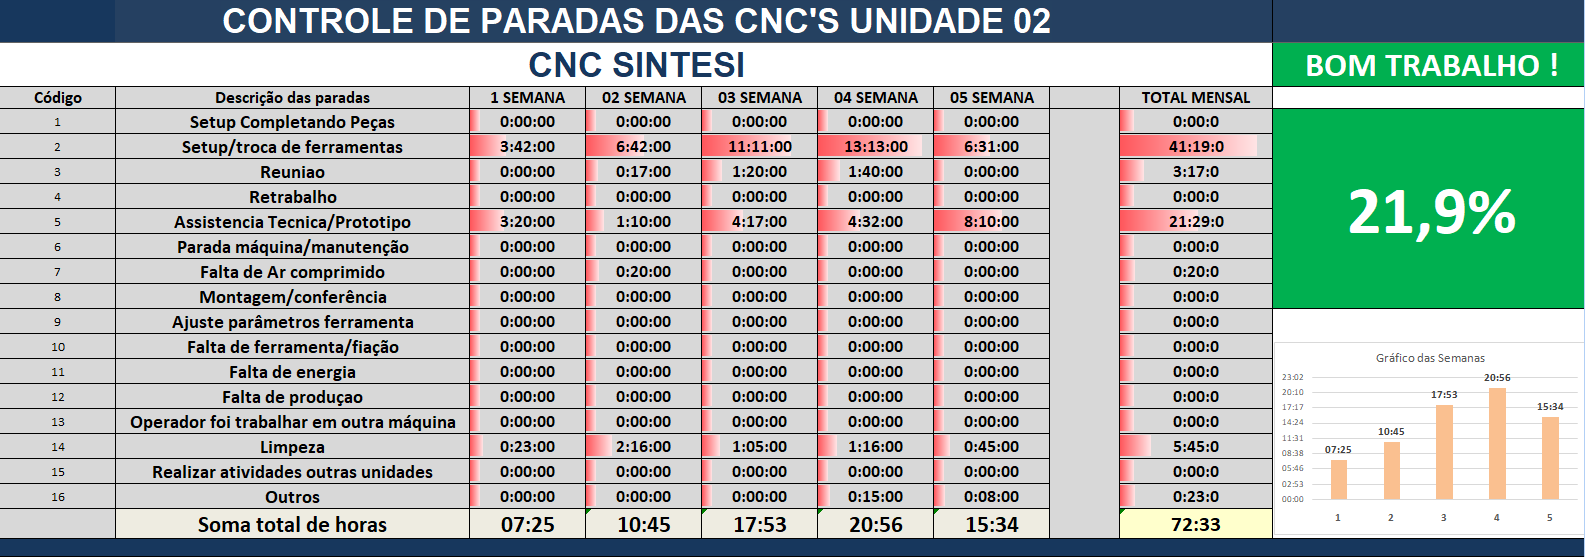 CONTROLE DE PARADAS DAS CNC'S UNIDADE 02
CNC SINTESI
BOM TRABALHO !
Código Descrição das paradas 1 SEMANA 02 SEMANA 03 SEMANA 04 SEMANA 05 SEMANA TOTAL MENSAL
1 Setup Completando Peças 0:00:00 0:00:00 0:00:00 0:00:00 0:00:00 0:00:0
2 Setup/troca de ferramentas 3:42:00 6:42:00 11:11:00 13:13:00 6:31:00 41:19:0
3 Reuniao 0:00:00 0:17:00 1:20:00 1:40:00 0:00:00 3:17:0
4 Retrabalho 0:00:00 0:00:00 0:00:00 0:00:00 0:00:00 0:00:0
5 Assistencia Tecnica/Prototipo 3:20:00 1:10:00 4:17:00 4:32:00 8:10:00 21:29:0
6 Parada máquina/manutenção 0:00:00 0:00:00 0:00:00 0:00:00 0:00:00 0:00:0
7 Falta de Ar comprimido 0:00:00 0:20:00 0:00:00 0:00:00 0:00:00 0:20:0
8 Montagem/conferência 0:00:00 0:00:00 0:00:00 0:00:00 0:00:00 0:00:0
9 Ajuste parâmetros ferramenta 0:00:00 0:00:00 0:00:00 0:00:00 0:00:00 0:00:0
10 Falta de ferramenta/fiação 0:00:00 0:00:00 0:00:00 0:00:00 0:00:00 0:00:0
11 Falta de energia 0:00:00 0:00:00 0:00:00 0:00:00 0:00:00 0:00:0
12 Falta de produçao 0:00:00 0:00:00 0:00:00 0:00:00 0:00:00 0:00:0
13 Operador foi trabalhar em outra máquina 0:00:00 0:00:00 0:00:00 0:00:00 0:00:00 0:00:0
14 Limpeza 0:23:00 2:16:00 1:05:00 1:16:00 0:45:00 5:45:0
15 Realizar atividades outras unidades 0:00:00 0:00:00 0:00:00 0:00:00 0:00:00 0:00:0
16 Outros 0:00:00 0:00:00 0:00:00 0:15:00 0:08:00 0:23:0
Soma total de horas 07:25 10:45 17:53 20:56 15:34 72:33
21,9%
Gráfico das Semanas
23:02
20:10
17:17
14:24
11:31
08:38
05:46
02:53
00:00
07:25
10:45
17:53
20:56
15:34
1 2 3 4 5